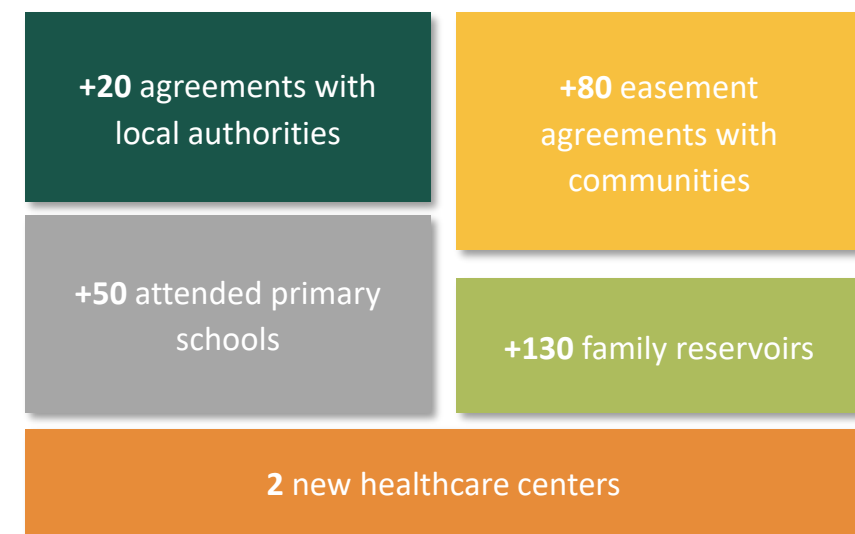 +20 agreements with
local authorities
+80 easement
agreements with
communities
+50 attended primary
schools
+130 family reservoirs
2 new healthcare centers